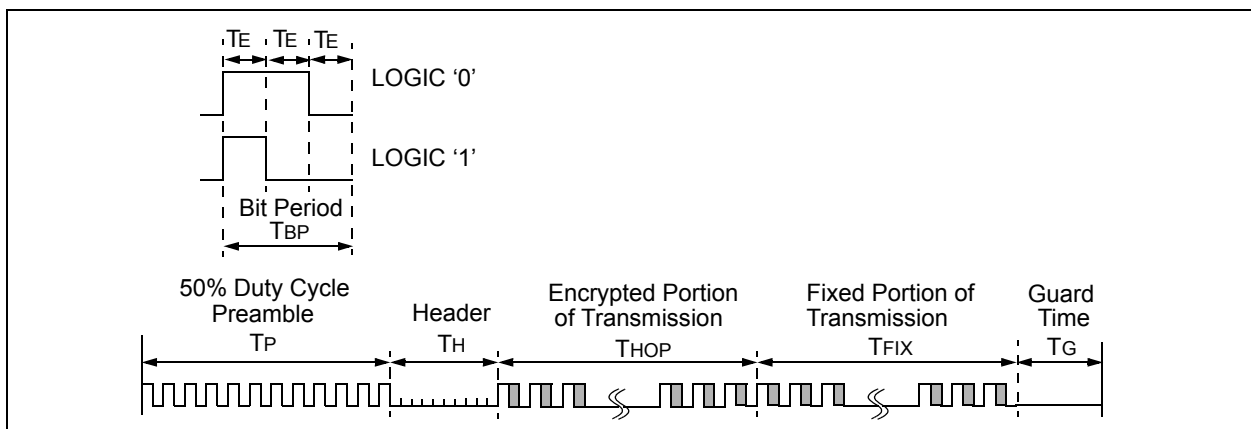 TE TE TE
LOGIC ‘0’
LOGIC ‘1’
Bit Period
TBP
50% Duty Cycle
Preamble
TP
Header
TH
Encrypted Portion
of Transmission
THOP
Fixed Portion of
Transmission
TFIX
Guard
Time
TG